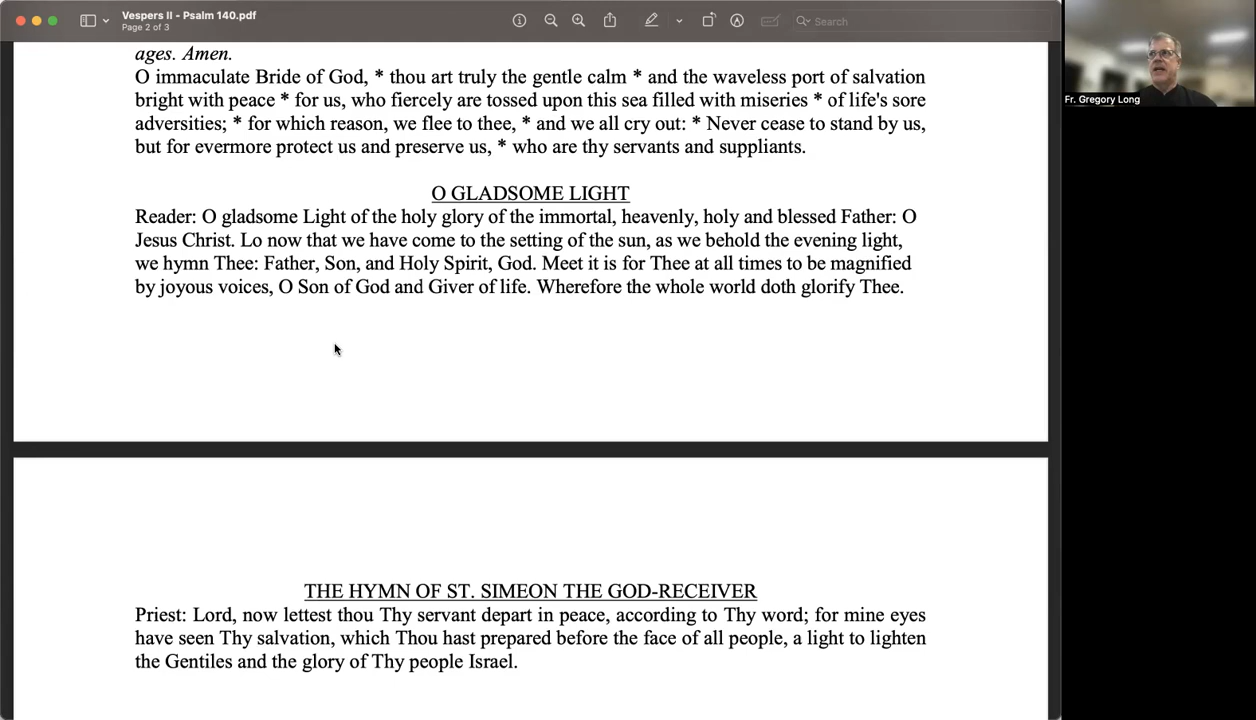 Vespers II - Psalm 140.pdf
Page 2 of 3
Search
Fr. Gregory Long
ages. Amen.
O immaculate Bride of God, * thou art truly the gentle calm * and the waveless port of salvation
bright with peace * for us, who fiercely are tossed upon this sea filled with miseries * of life's sore
adversities; * for which reason, we flee to thee, * and we all cry out: * Never cease to stand by us,
but for evermore protect us and preserve us, * who are thy servants and suppliants.
O GLADSOME LIGHT
Reader: O gladsome Light of the holy glory of the immortal, heavenly, holy and blessed Father: O
Jesus Christ. Lo now that we have come to the setting of the sun, as we behold the evening light,
we hymn Thee: Father, Son, and Holy Spirit, God. Meet it is for Thee at all times to be magnified
by joyous voices, O Son of God and Giver of life. Wherefore the whole world doth glorify Thee.
THE HYMN OF ST. SIMEON THE GOD-RECEIVER
Priest: Lord, now lettest thou Thy servant depart in peace, according to Thy word; for mine eyes
have seen Thy salvation, which Thou hast prepared before the face of all people, a light to lighten
the Gentiles and the glory of Thy people Israel.